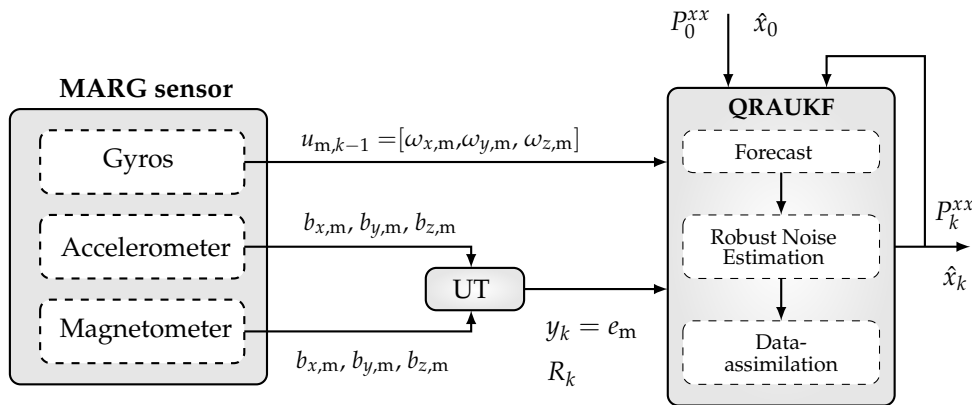 MARG sensor
Gyros
Accelerometer
Magnetometer
u_{m,k−1} =[ω_{x,m},ω_{y,m}, ω_{z,m}]
b_{x,m}, b_{y,m}, b_{z,m}
UT
b_{x,m}, b_{y,m}, b_{z,m}
y_k = e_m
R_k
P_0^{xx} x̂_0
QRAUKF
Forecast
Robust Noise
Estimation
Data-
assimilation
P_k^{xx}
x̂_k